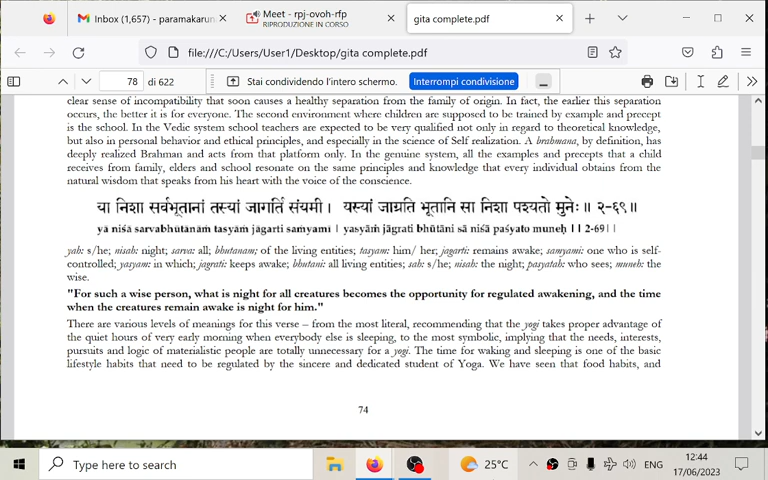 Inbox (1,657) - paramakarun
Meet - rpj-ovoh-rfp
RIPRODUZIONE IN CORSO
gita complete.pdf
file:///C:/Users/User1/Desktop/gita complete.pdf
78 di 622
Stai condividendo l'intero schermo.
Interrompi condivisione
clear sense of incompatibility that soon causes a healthy separation from the family of origin. In fact, the earlier this separation
occurs, the better it is for everyone. The second environment where children are supposed to be trained by example and precept
is the school. In the Vedic system school teachers are expected to be very qualified not only in regard to theoretical knowledge,
but also in personal behavior and ethical principles, and especially in the science of Self realization. A brahmana, by definition, has
deeply realized Brahman and acts from that platform only. In the genuine system, all the examples and precepts that a child
receives from family, elders and school resonate on the same principles and knowledge that every individual obtains from the
natural wisdom that speaks from his heart with the voice of the conscience.
या निशा सर्वभूतानां तस्यां जागर्ति संयमी । यस्यां जाग्रति भूतानि सा निशा पश्यतो मुनेः ॥ २-६९॥
yā niśā sarvabhūtānāṁ tasyāṁ jāgarti saṁyamī | yasyāṁ jāgrati bhūtāni sā niśā paśyato muneḥ || 2-69||
yah: s/he; nisah: night; sarva: all; bhutanam; of the living entities; tasyam: him/ her; jagarti: remains awake; samyami: one who is self-
controlled; yasyam: in which; jagrati: keeps awake; bhutani: all living entities; sah: s/he; nisah: the night; pasyatah: who sees; muneh: the
wise.
"For such a wise person, what is night for all creatures becomes the opportunity for regulated awakening, and the time
when the creatures remain awake is night for him."
There are various levels of meanings for this verse – from the most literal, recommending that the yogi takes proper advantage of
the quiet hours of very early morning when everybody else is sleeping, to the most symbolic, implying that the needs, interests,
pursuits and logic of materialistic people are totally unnecessary for a yogi. The time for waking and sleeping is one of the basic
lifestyle habits that need to be regulated by the sincere and dedicated student of Yoga. We have seen that food habits, and
74
Type here to search
25°C
ENG
12:44
17/06/2023